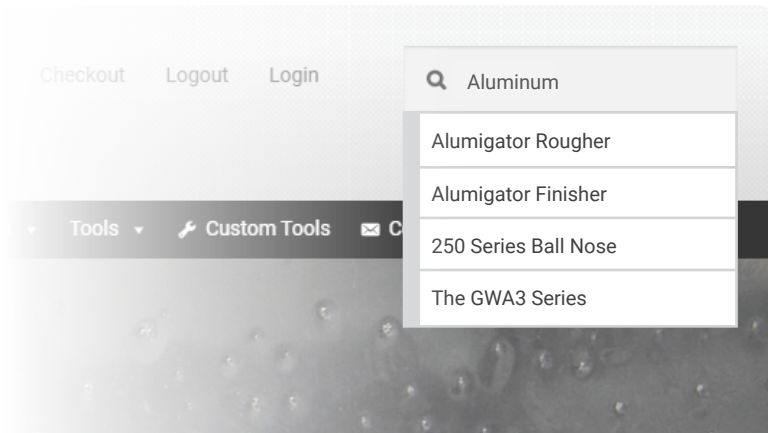 Checkout Logout Login
Aluminum
Alumigator Rougher
Alumigator Finisher
Tools Custom Tools C
250 Series Ball Nose
The GWA3 Series